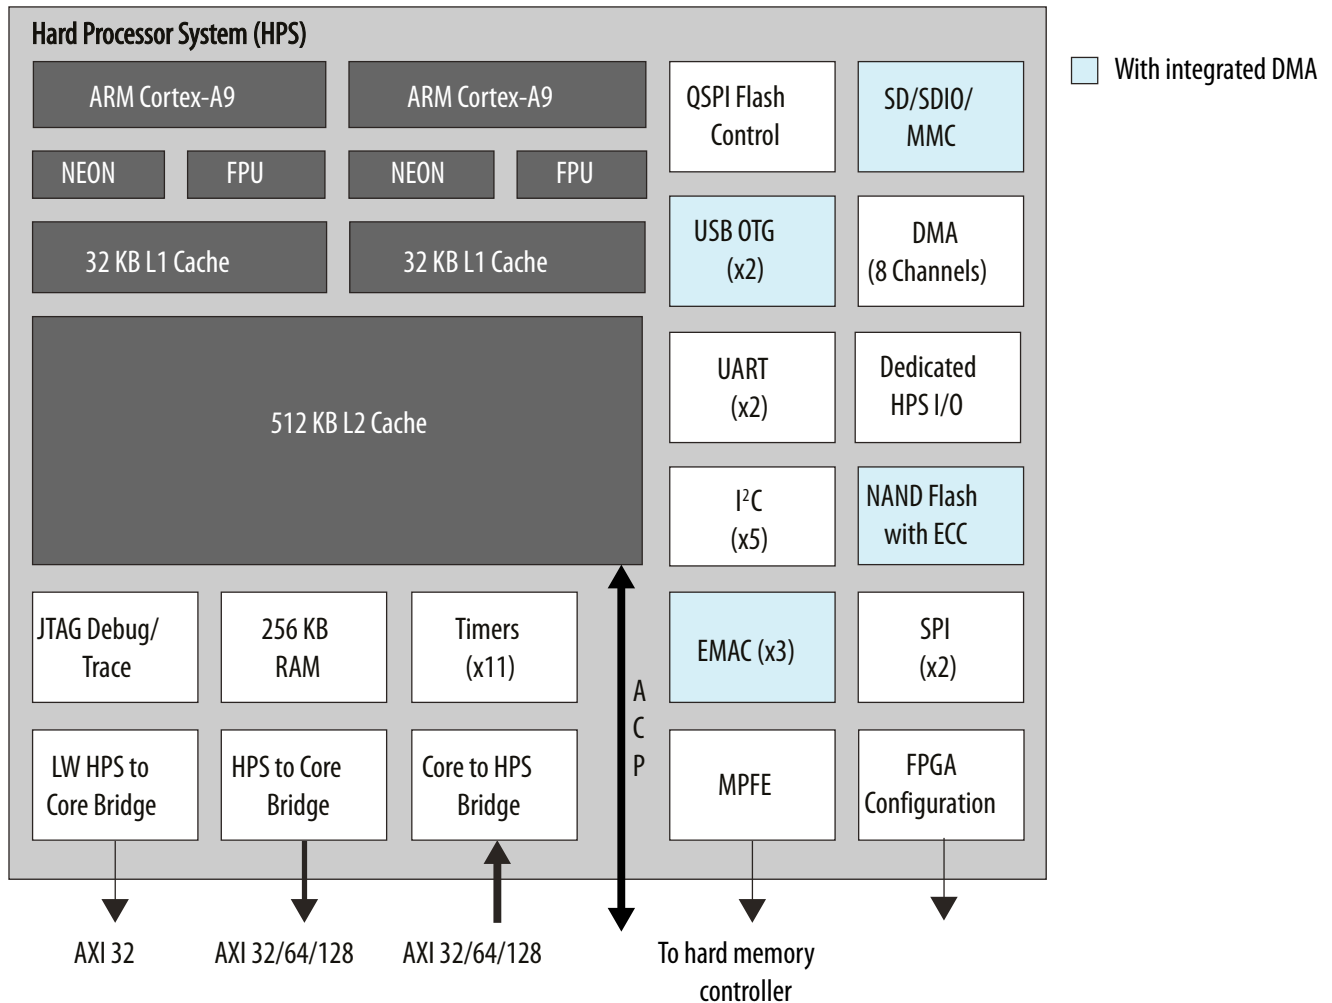 Hard Processor System (HPS)
With integrated DMA
ARM Cortex-A9
ARM Cortex-A9
QSPI Flash
Control
SD/SDIO/
MMC
NEON
FPU
NEON
FPU
32 KB L1 Cache
32 KB L1 Cache
USB OTG
(x2)
DMA
(8 Channels)
512 KB L2 Cache
UART
(x2)
Dedicated
HPS I/O
I²C
(x5)
NAND Flash
with ECC
JTAG Debug/
Trace
256 KB
RAM
Timers
(x11)
A
C
P
EMAC (x3)
SPI
(x2)
LW HPS to
Core Bridge
HPS to Core
Bridge
Core to HPS
Bridge
MPFE
FPGA
Configuration
AXI 32
AXI 32/64/128
AXI 32/64/128
To hard memory
controller